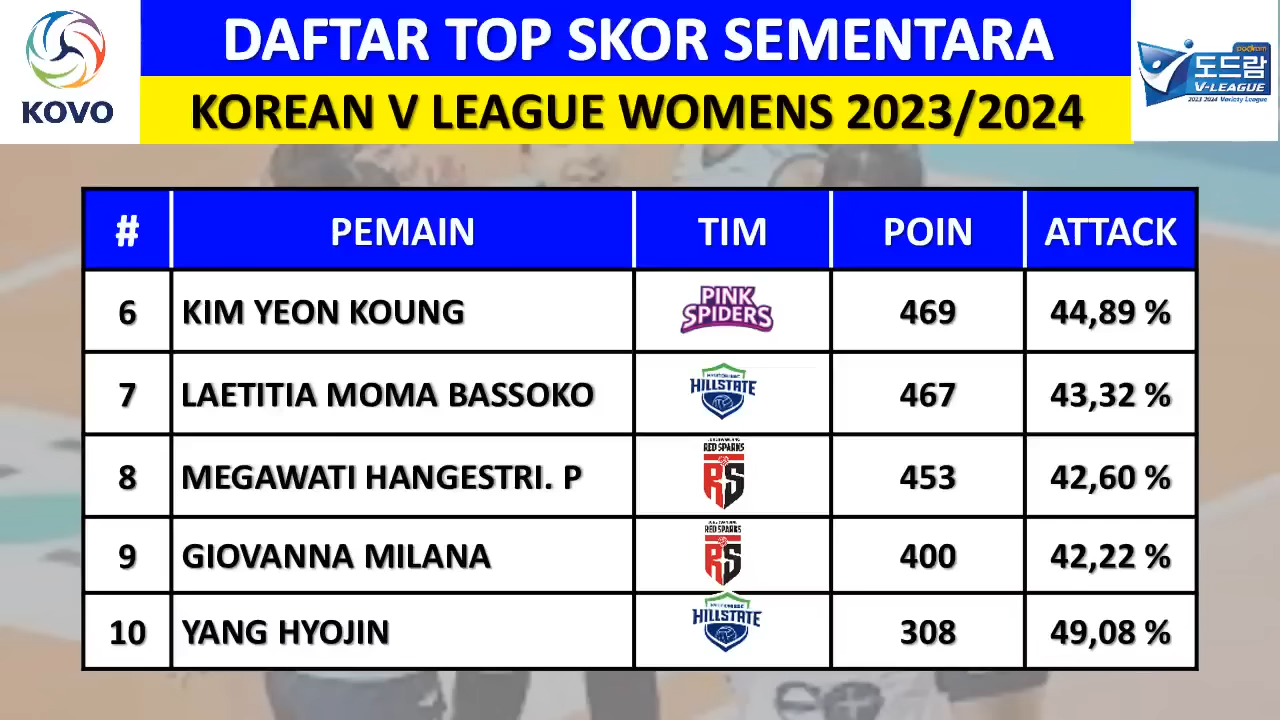 DAFTAR TOP SKOR SEMENTARA
KOVO
KOREAN V LEAGUE WOMENS 2023/2024
도드람
V-LEAGUE
# PEMAIN TIM POIN ATTACK
6 KIM YEON KOUNG PINK SPIDERS 469 44,89 %
7 LAETITIA MOMA BASSOKO HILLSTATE 467 43,32 %
8 MEGAWATI HANGESTRI. P RED SPARKS RS 453 42,60 %
9 GIOVANNA MILANA RED SPARKS RS 400 42,22 %
10 YANG HYOJIN HILLSTATE 308 49,08 %